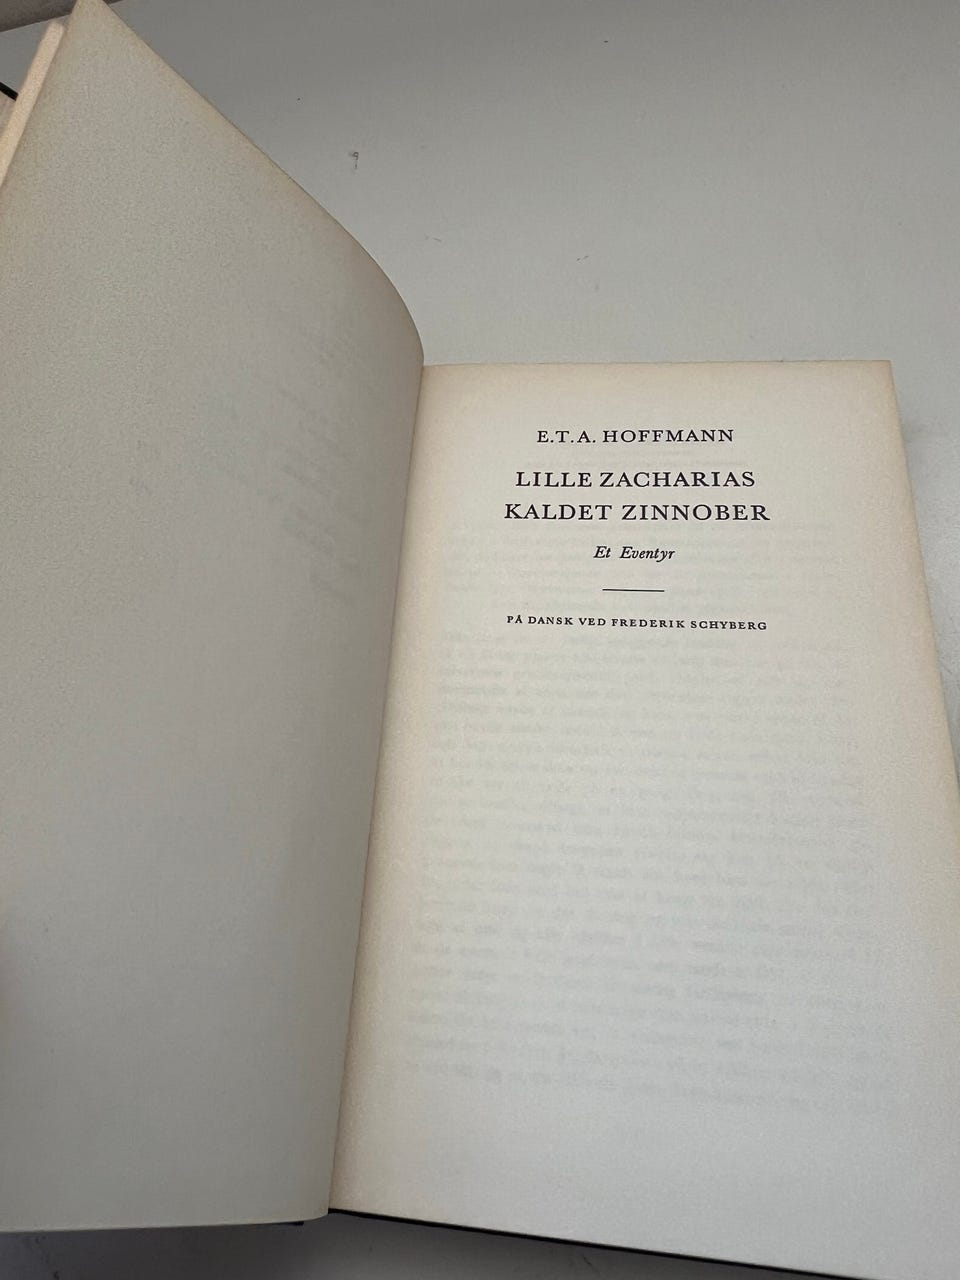 E.T.A. HOFFMANN
LILLE ZACHARIAS
KALDET ZINNOBER
Et Eventyr
PÅ DANSK VED FREDERIK SCHYBERG